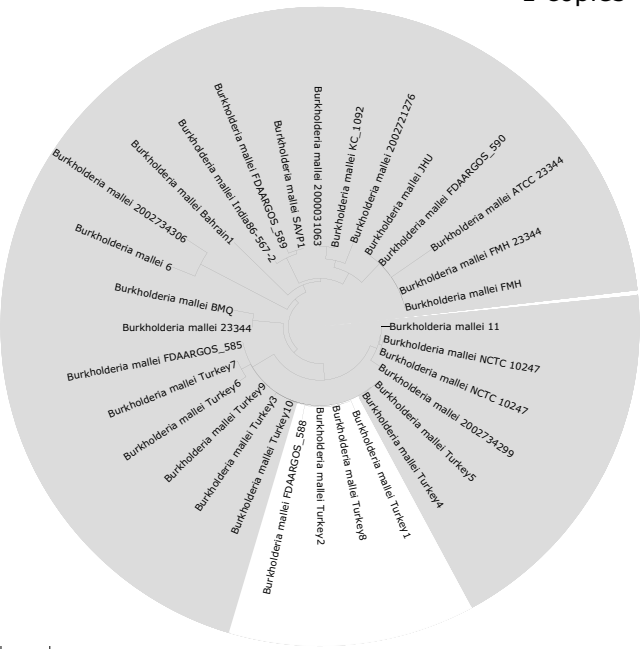 Burkholderia mallei 2000031063
Burkholderia mallei KC_1092
Burkholderia mallei 2002721276
Burkholderia mallei JHU
Burkholderia mallei FDAARGOS_590
Burkholderia mallei ATCC 23344
Burkholderia mallei FMH 23344
Burkholderia mallei FMH
Burkholderia mallei 11
Burkholderia mallei NCTC 10247
Burkholderia mallei NCTC 10247
Burkholderia mallei 2002734299
Burkholderia mallei Turkey5
Burkholderia mallei Turkey4
Burkholderia mallei Turkey1
Burkholderia mallei Turkey8
Burkholderia mallei Turkey2
Burkholderia mallei FDAARGOS_588
Burkholderia mallei Turkey10
Burkholderia mallei Turkey3
Burkholderia mallei Turkey9
Burkholderia mallei Turkey6
Burkholderia mallei Turkey7
Burkholderia mallei FDAARGOS_585
Burkholderia mallei 23344
Burkholderia mallei BMQ
Burkholderia mallei 6
Burkholderia mallei 2002734306
Burkholderia mallei Bahrain1
Burkholderia mallei India86-567-2
Burkholderia mallei FDAARGOS_589
Burkholderia mallei SAVP1